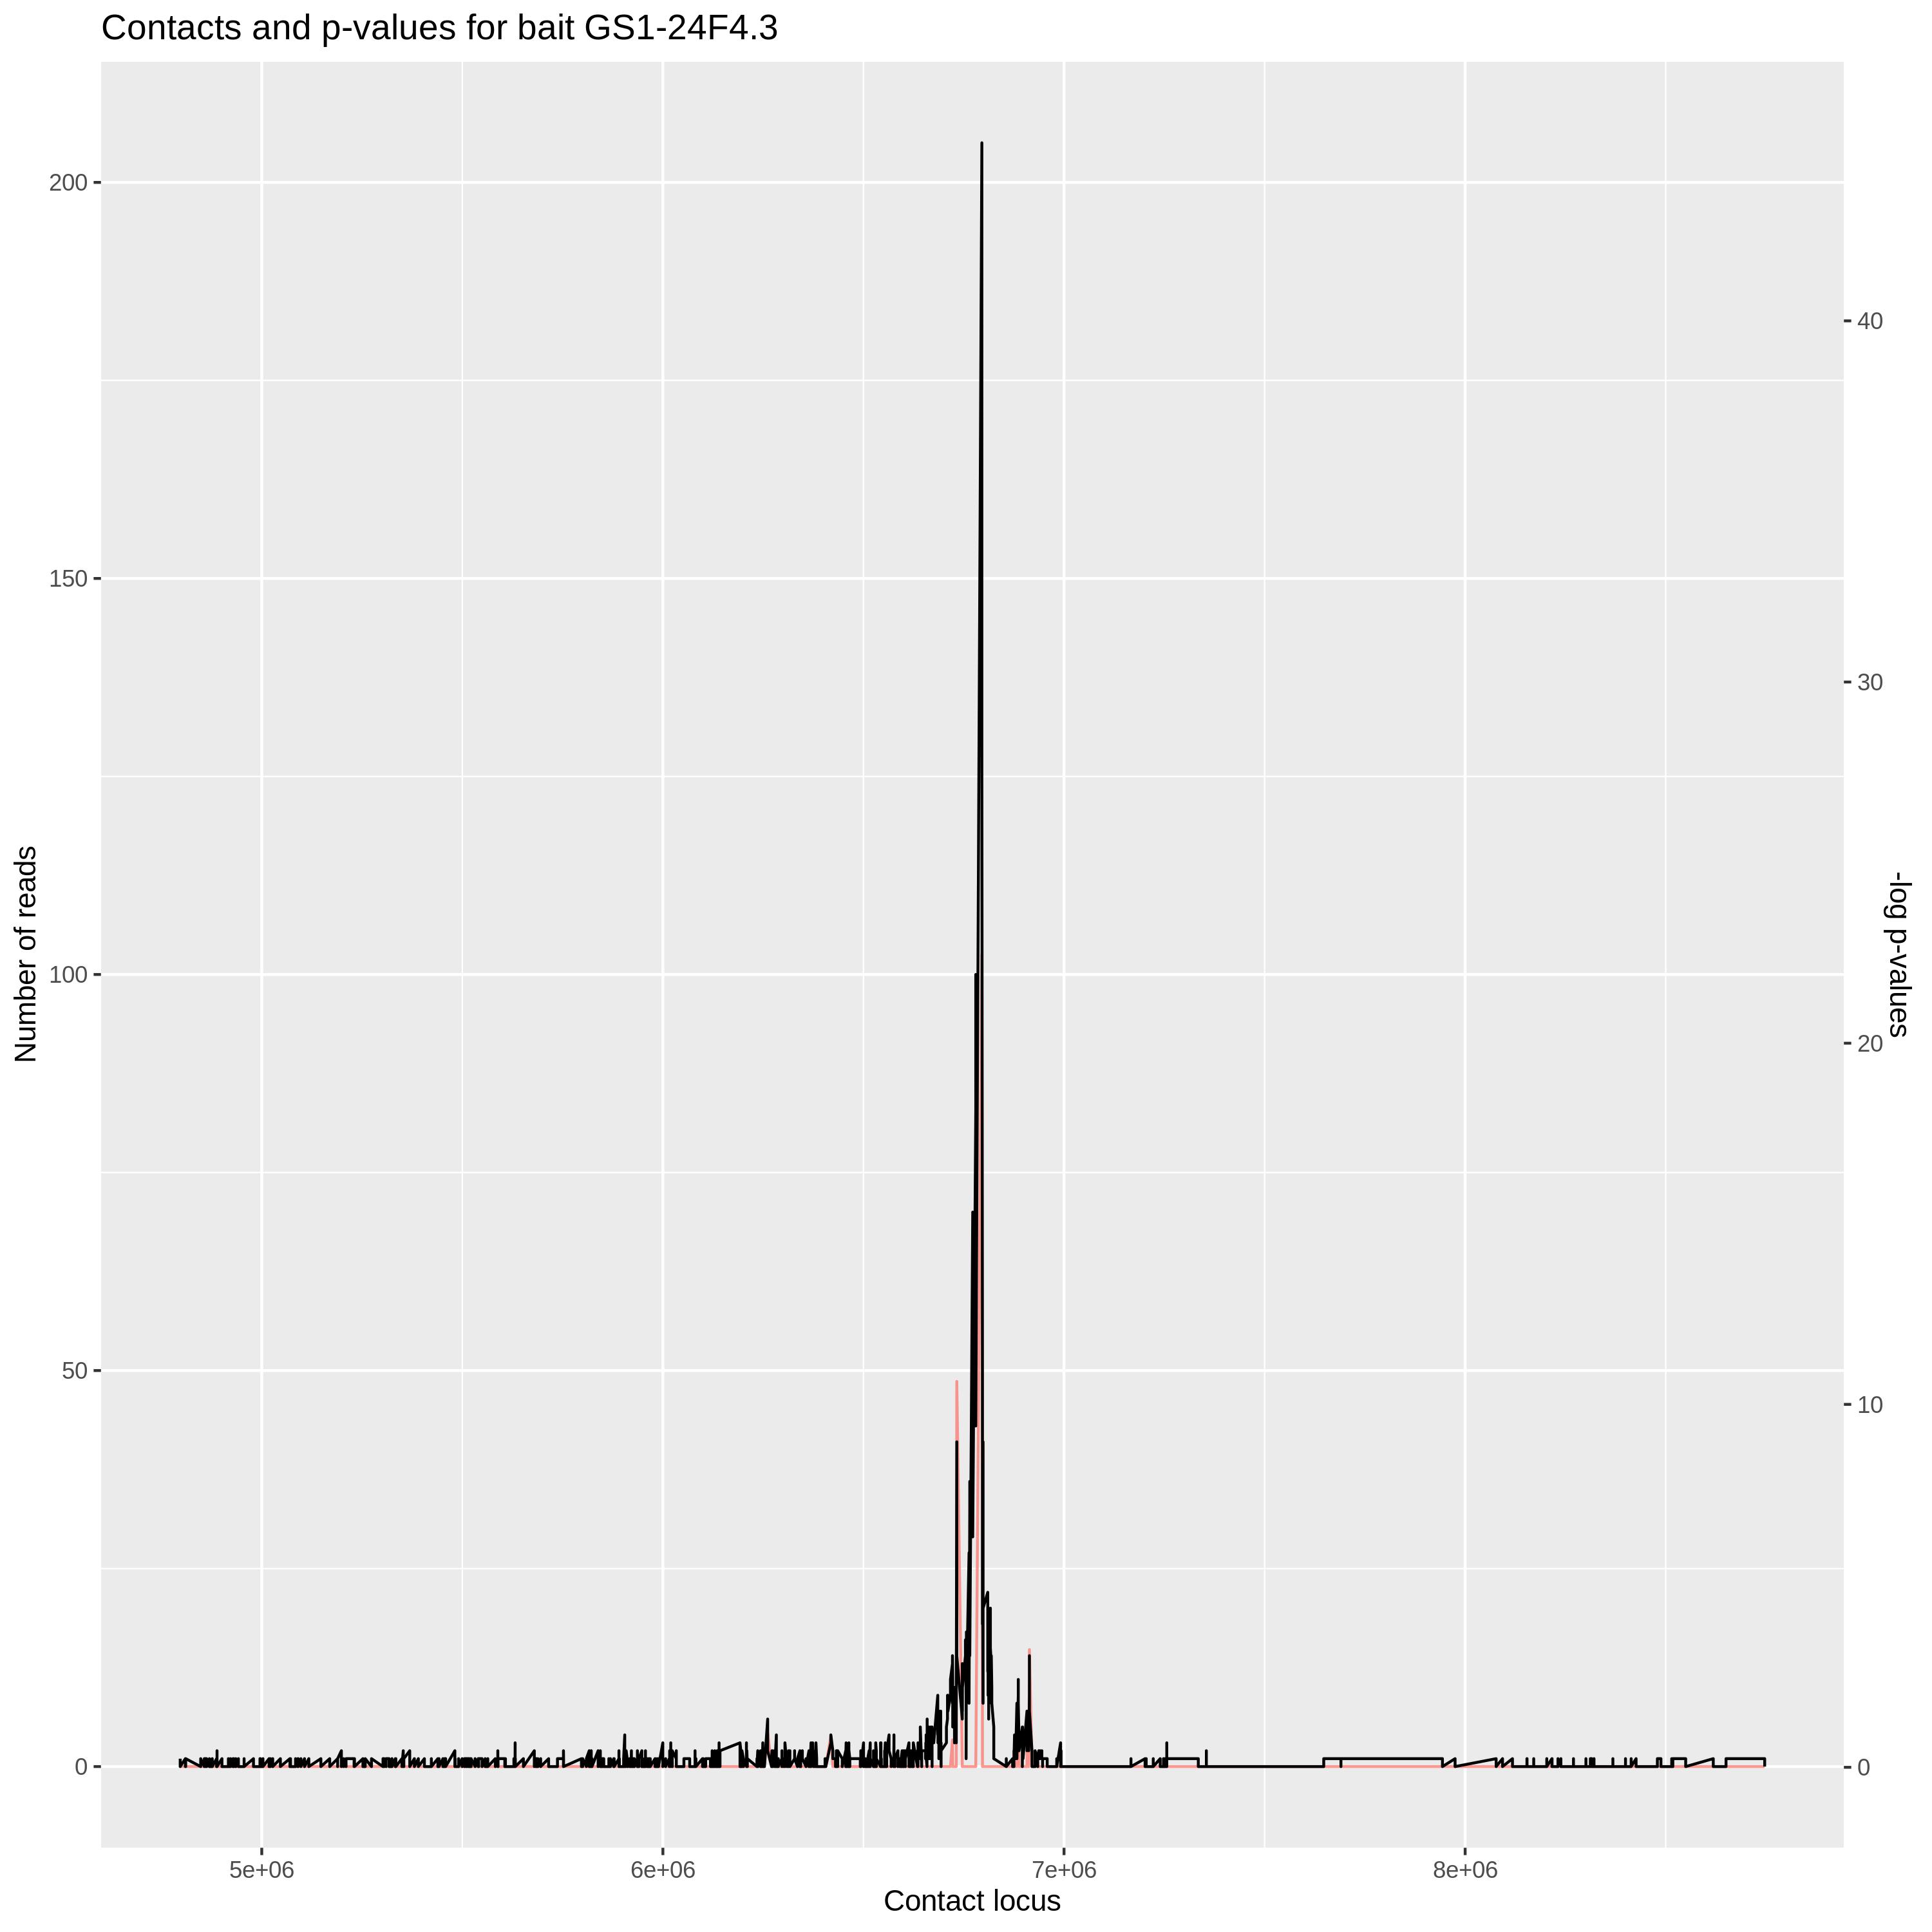 Contacts and p-values for bait GS1-24F4.3
200
150
100
50
0
Number of reads
40
30
20
10
0
-log p-values
5e+06
6e+06
7e+06
8e+06
Contact locus